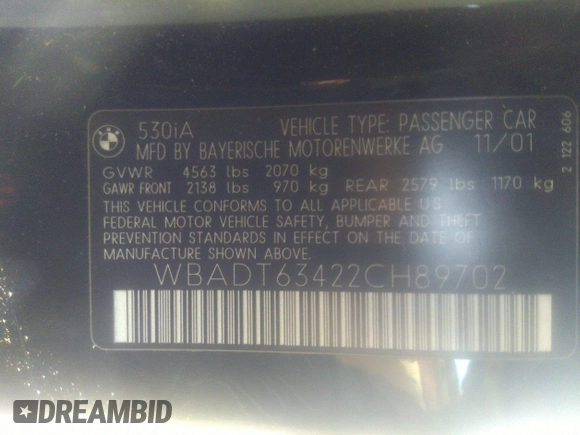 530iA VEHICLE TYPE: PASSENGER CAR
MFD BY BAYERISCHE MOTORENWERKE AG 11/01
GVWR 4563 lbs 2070 kg
GAWR FRONT 2138 lbs 970 kg REAR 2579 lbs 1170 kg
THIS VEHICLE CONFORMS TO ALL APPLICABLE U.S.
FEDERAL MOTOR VEHICLE SAFETY, BUMPER AND THEFT
PREVENTION STANDARDS IN EFFECT ON THE DATE OF
MANUFACTURE SHOWN ABOVE.
WBADT63422CH89702
2 122 606
DREAMBID